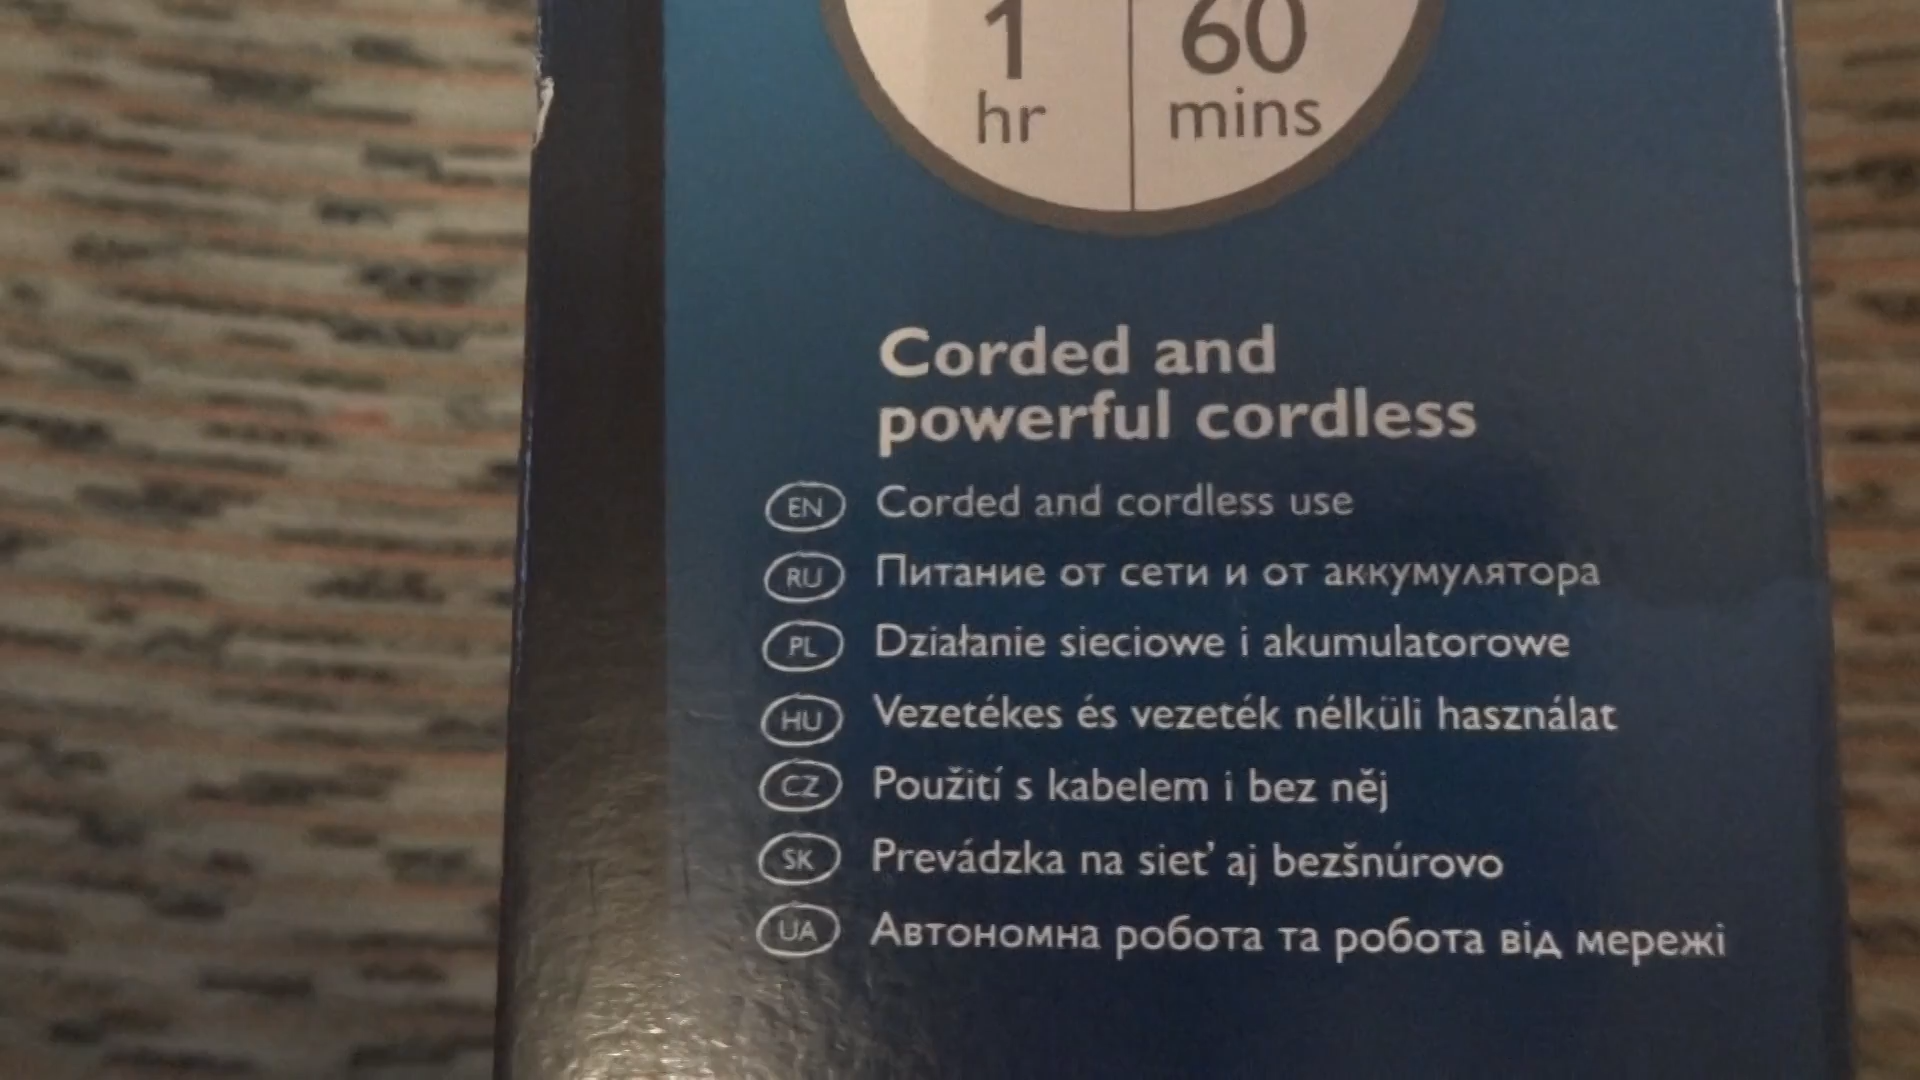 1 60
hr mins
Corded and
powerful cordless
EN Corded and cordless use
RU Питание от сети и от аккумулятора
PL Działanie sieciowe i akumulatorowe
HU Vezetékes és vezeték nélküli használat
CZ Použití s kabelem i bez něj
SK Prevádzka na sieť aj bezšnúrovo
UA Автономна робота та робота від мережі